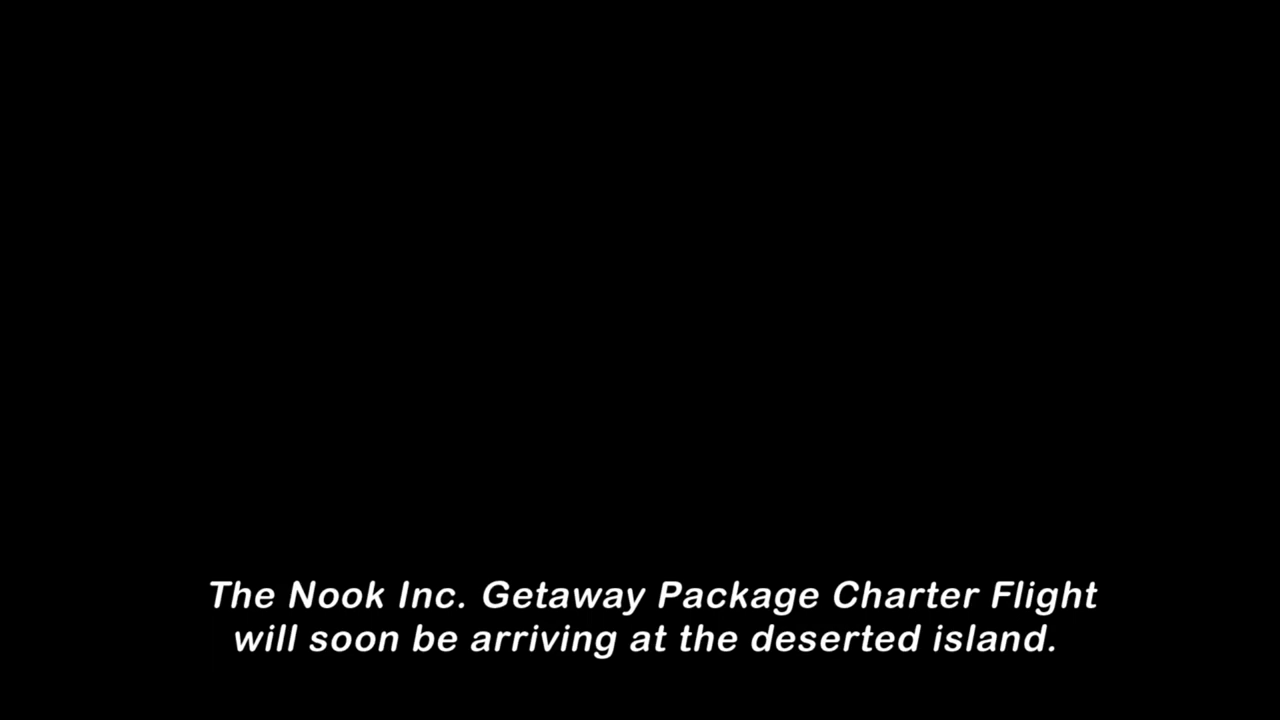 The Nook Inc. Getaway Package Charter Flight
will soon be arriving at the deserted island.